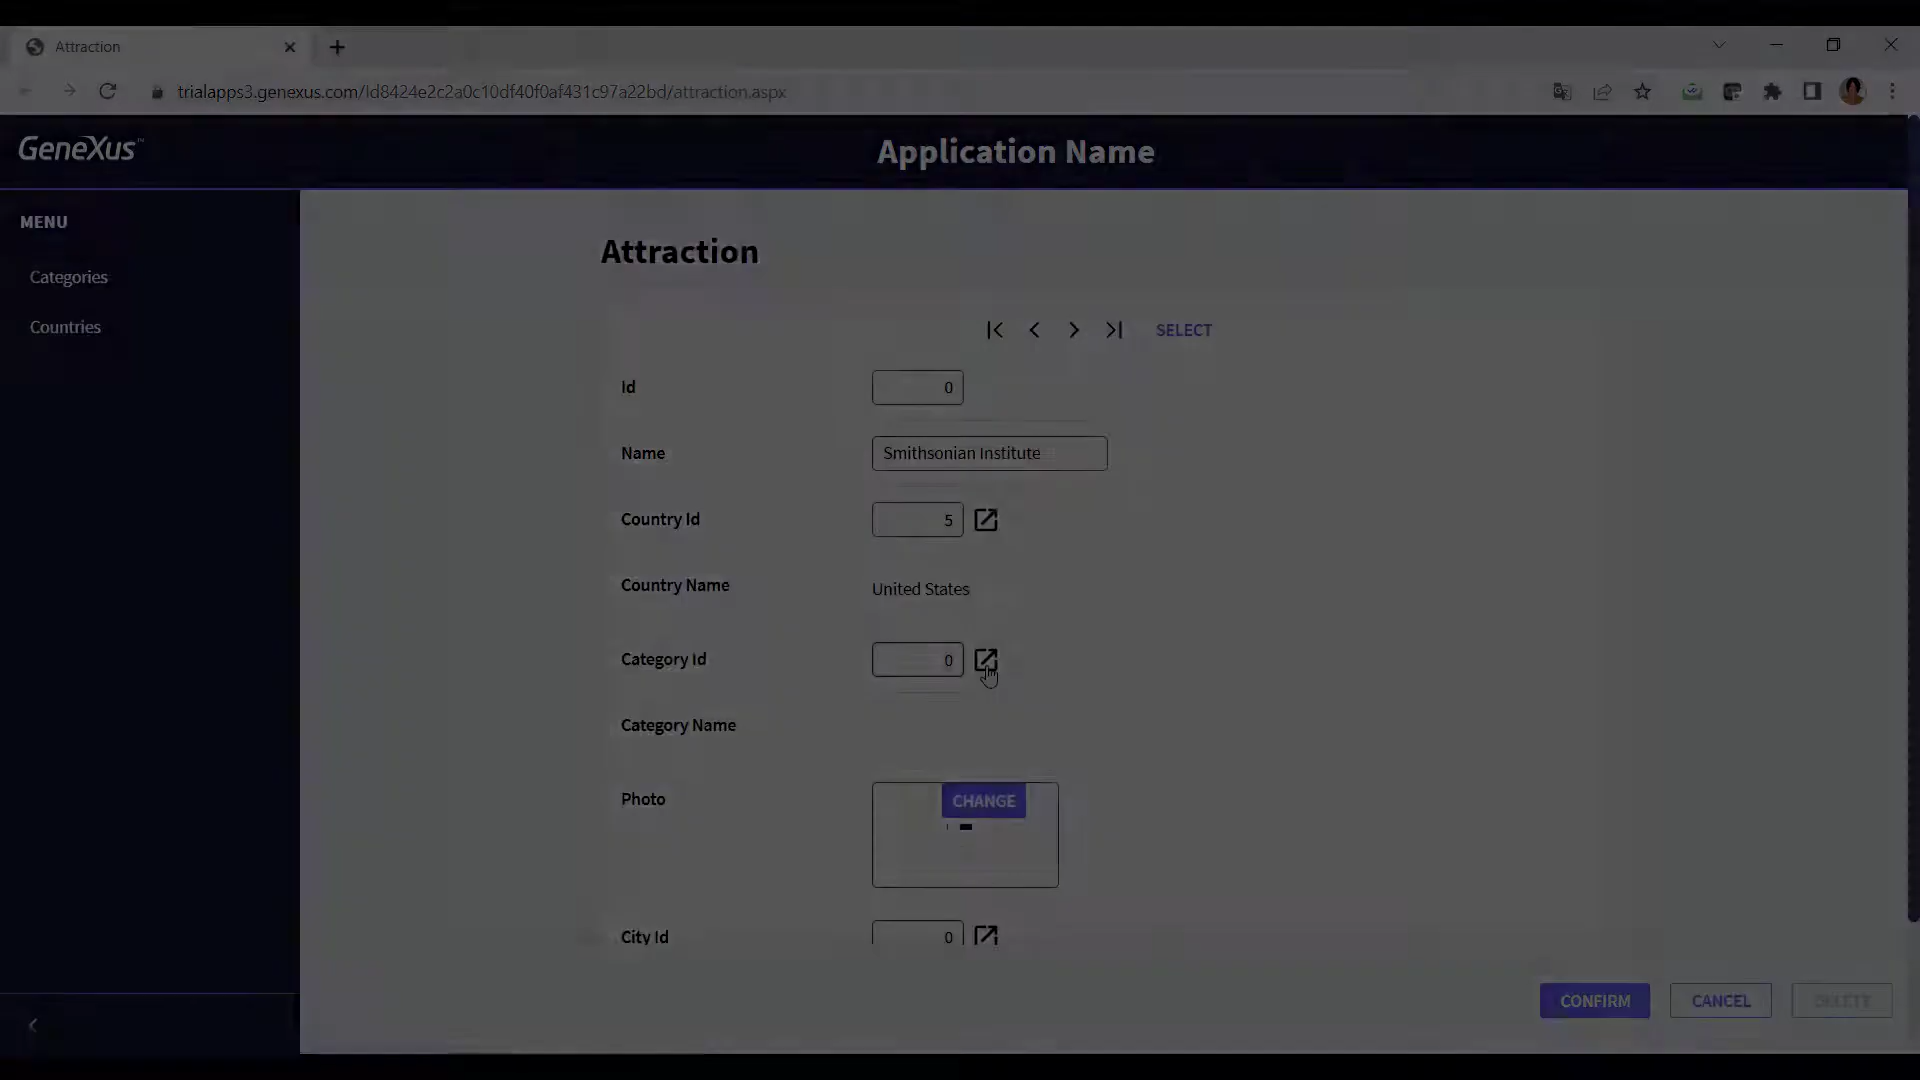 Attraction
trialapps3.genexus.com/Id8424e2c2a0c10df40f0af431c97a22bd/attraction.aspx
GeneXus™
Application Name
MENU
Categories
Countries
Attraction
SELECT
Id
0
Name
Smithsonian Institute
Country Id
5
Country Name
United States
Category Id
0
Category Name
Photo
CHANGE
City Id
0
CONFIRM
CANCEL
DELETE